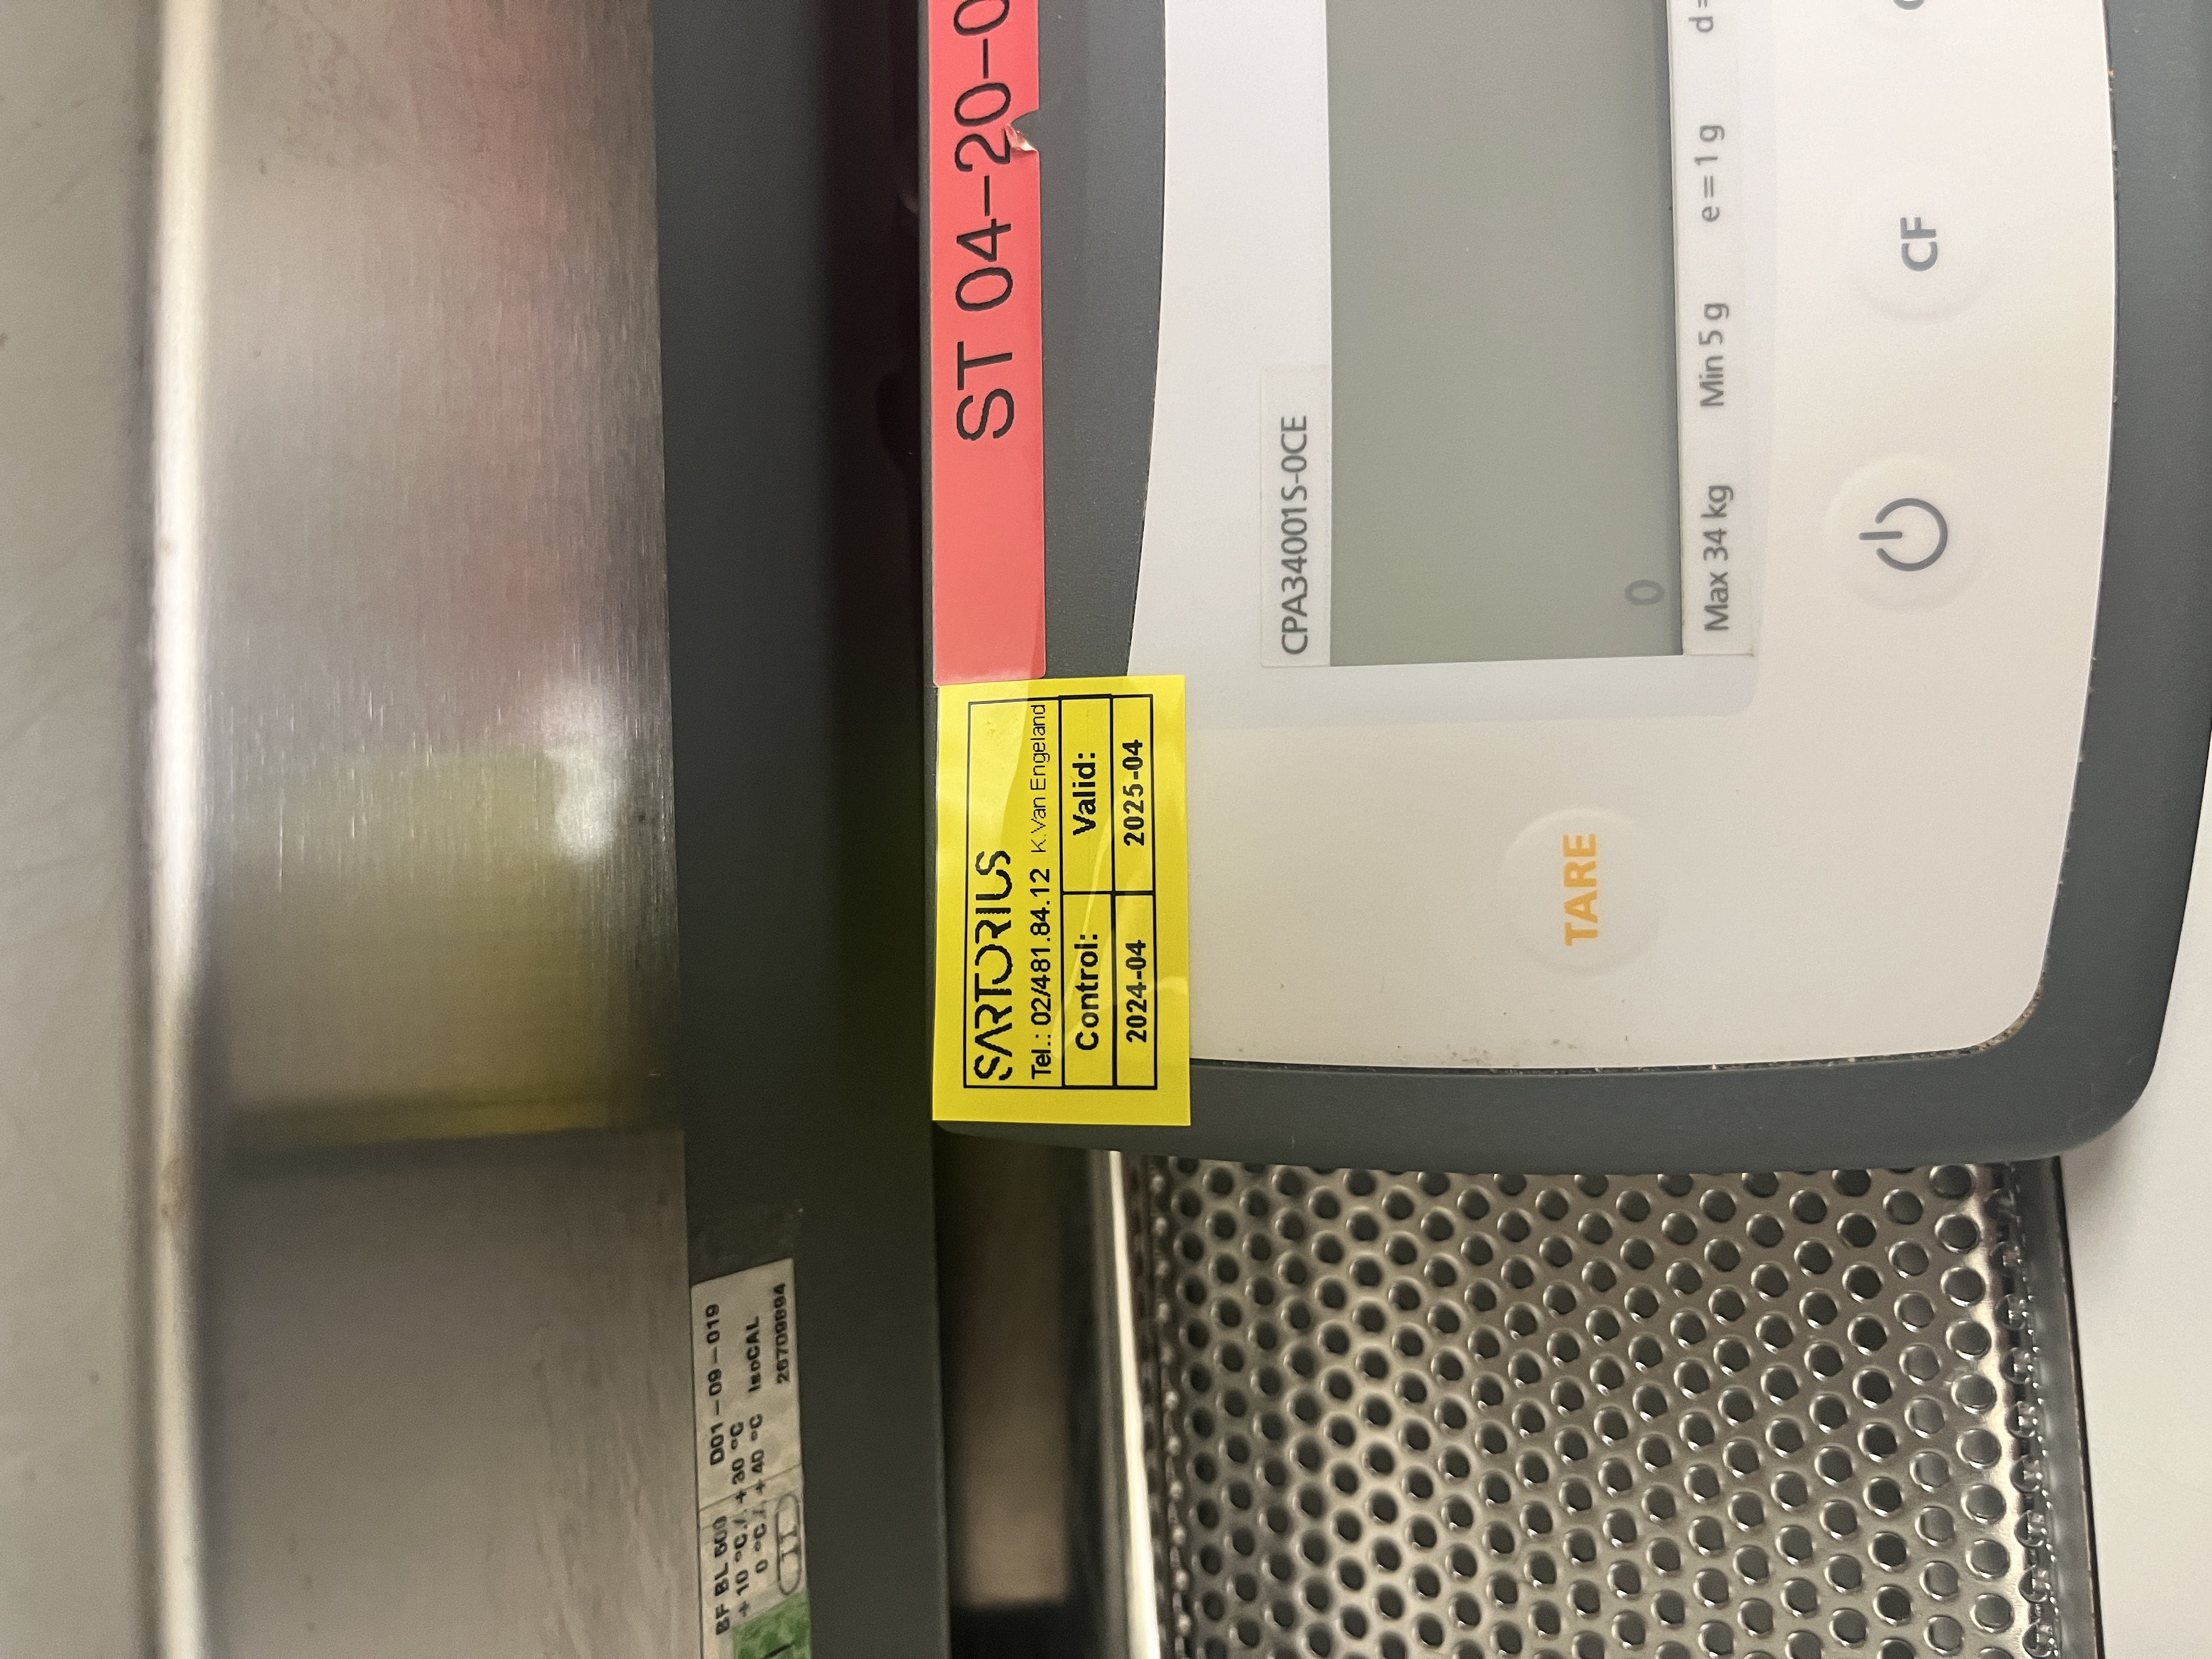 ST 04-20-0
CPA34001S-0CE
0
Max 34 kg Min 5 g e = 1 g d =
CF
TARE
SARTORIUS
Tel.: 02/481.84.12 K.Van Engeland
Control: Valid:
2024-04 2025-04
BF BL 500 D01-09-019
+10 °C / +30 °C
0 °C / +40 °C isoCAL
26709894